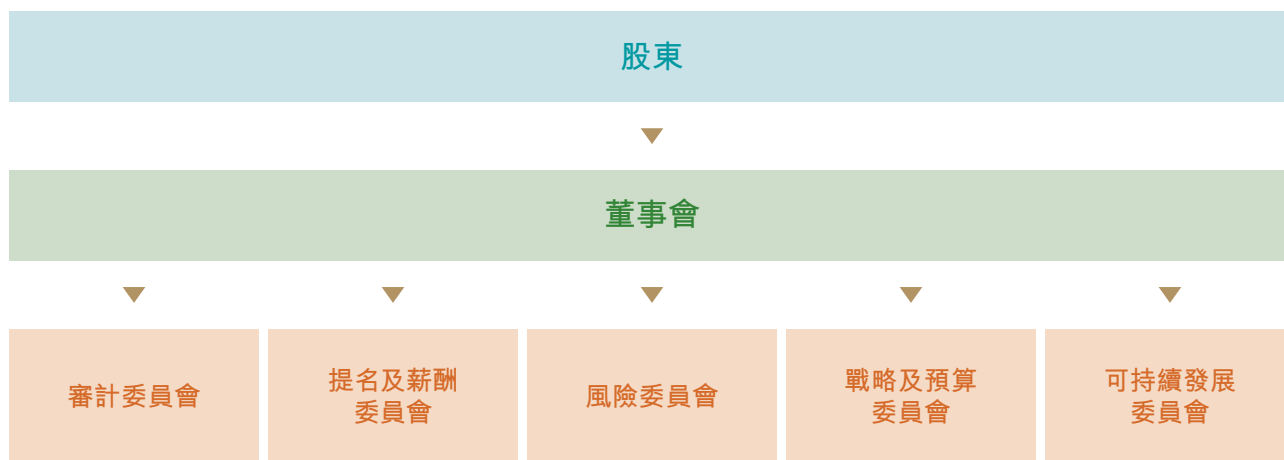 股東
董事會
審計委員會
提名及薪酬
委員會
風險委員會
戰略及預算
委員會
可持續發展
委員會